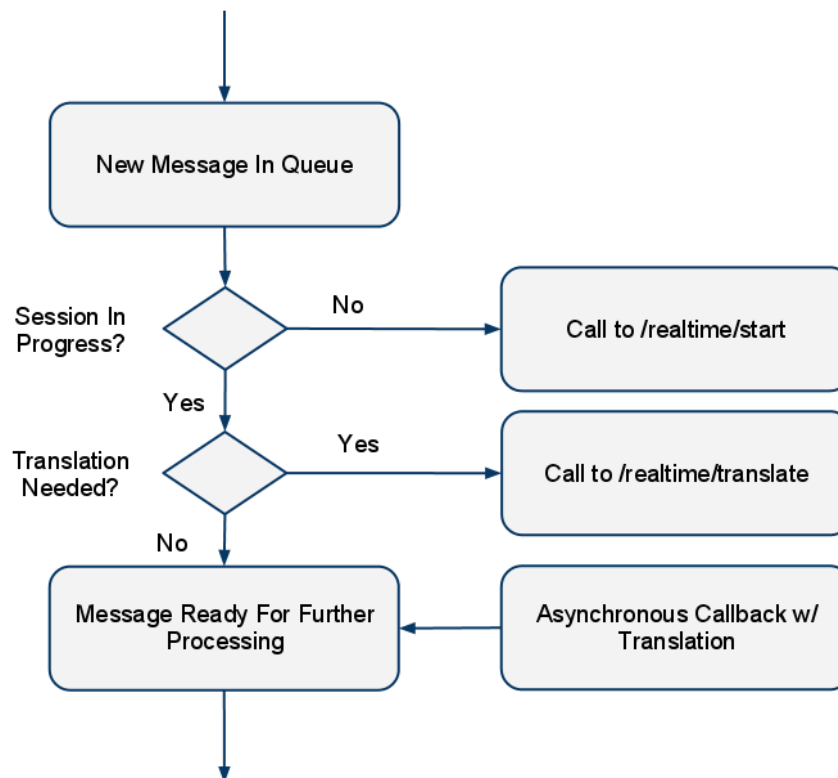 New Message In Queue
Session In
Progress?
No
Call to /realtime/start
Yes
Translation
Needed?
Yes
Call to /realtime/translate
No
Message Ready For Further
Processing
Asynchronous Callback w/
Translation